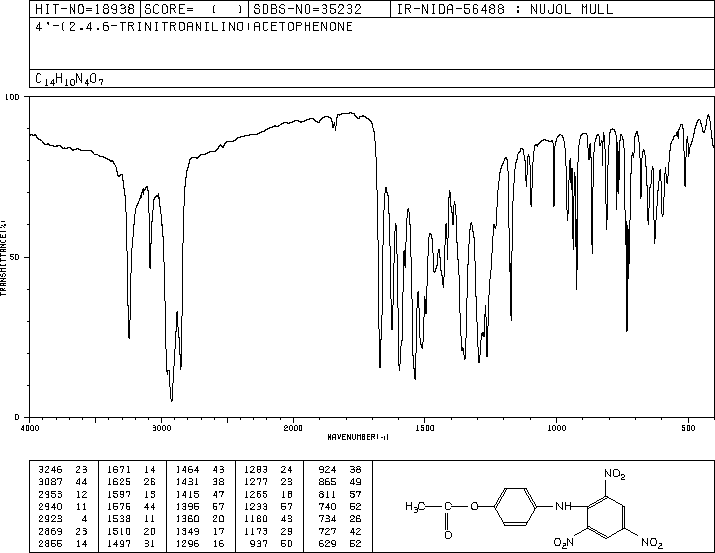 HIT-NO=18938 SCORE= ( ) SDBS-NO=35232 IR-NIDA-56488 : NUJOL MULL
4'-(2,4,6-TRINITROANILINO)ACETOPHENONE
C14H10N4O7
100
50
0
TRANSMITTANCE(%)
4000 3000 2000 1500 1000 500
WAVENUMBER(-1)
3246 23 1671 14 1464 43 1283 24 924 38
3087 44 1625 26 1431 38 1277 23 865 49
2953 12 1597 15 1415 47 1265 18 811 57
2940 11 1576 44 1396 57 1233 57 740 52
2923 4 1538 11 1360 20 1180 43 734 26
2869 23 1510 20 1349 17 1173 29 727 42
2855 14 1497 31 1296 16 937 50 629 52
NO2
H3C C O NH
O
O2N NO2